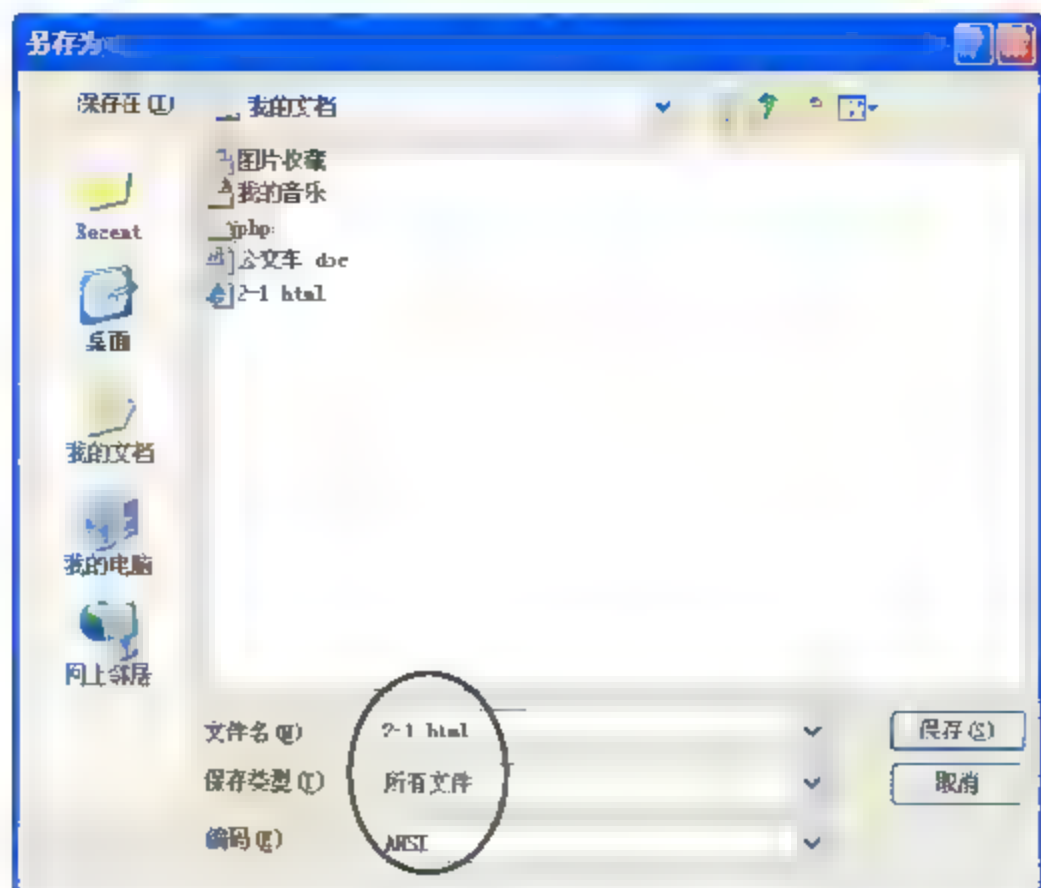 另存为
保存在(I)
我的文档
图片收藏
我的音乐
php
公文车 doc
2-1 html
Recent
桌面
我的文档
我的电脑
网上邻居
文件名(N)
2-1 html
保存(S)
保存类型(T)
所有文件
取消
编码(E)
ANSI